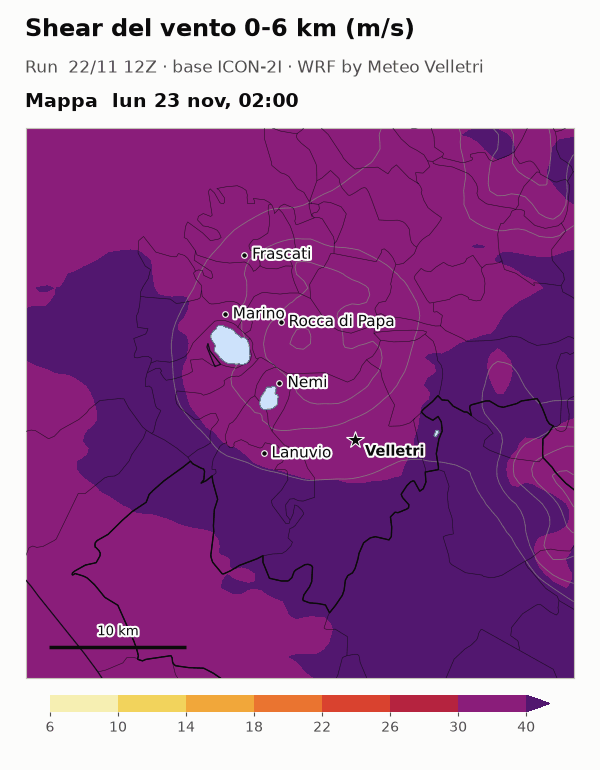 Shear del vento 0-6 km (m/s)
Run  22/11 12Z · base ICON-2I · WRF by Meteo Velletri
Mappa  lun 23 nov, 02:00
Frascati
Marino
Rocca di Papa
Nemi
Velletri
Lanuvio
10 km
6 10 14 18 22 26 30 40